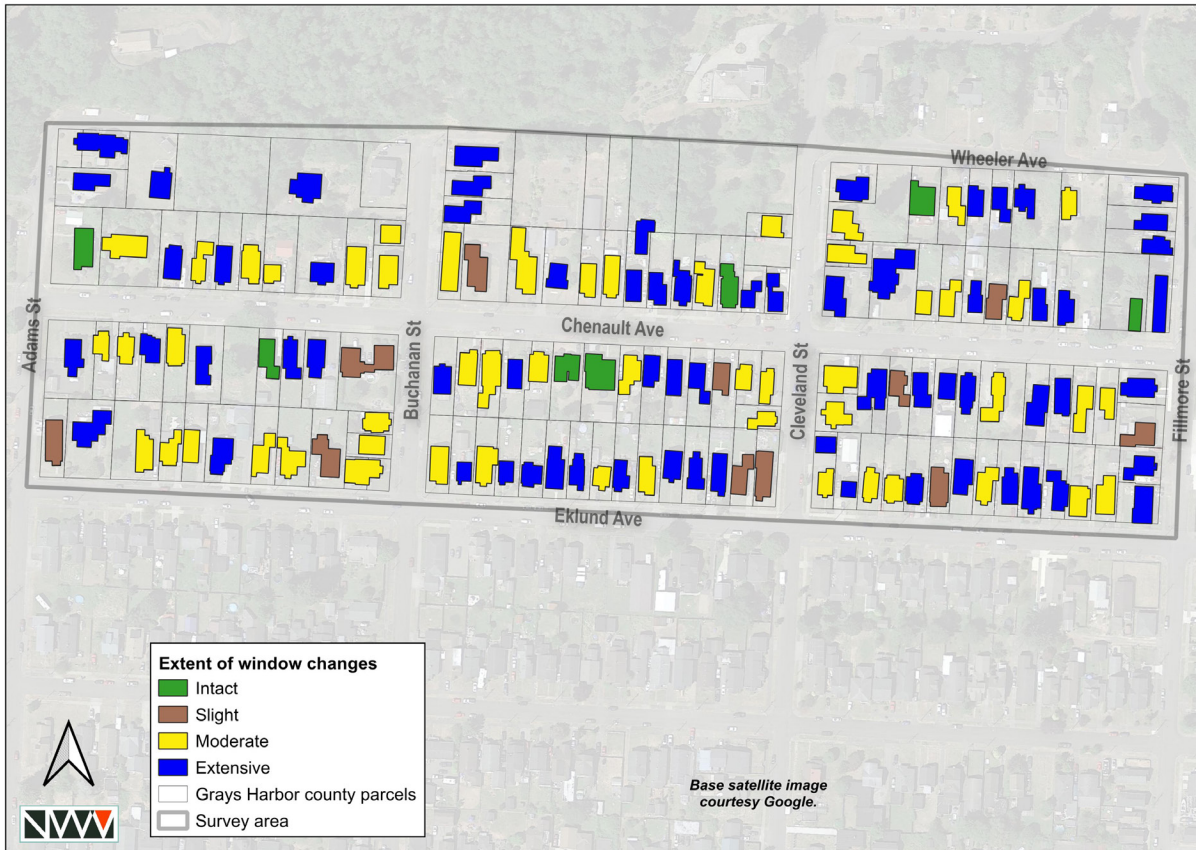 Wheeler Ave
Chenault Ave
Adams St
Buchanan St
Cleveland St
Fillmore St
Eklund Ave
Extent of window changes
Intact
Slight
Moderate
Extensive
Grays Harbor county parcels
Survey area
Base satellite image
courtesy Google.
NWV